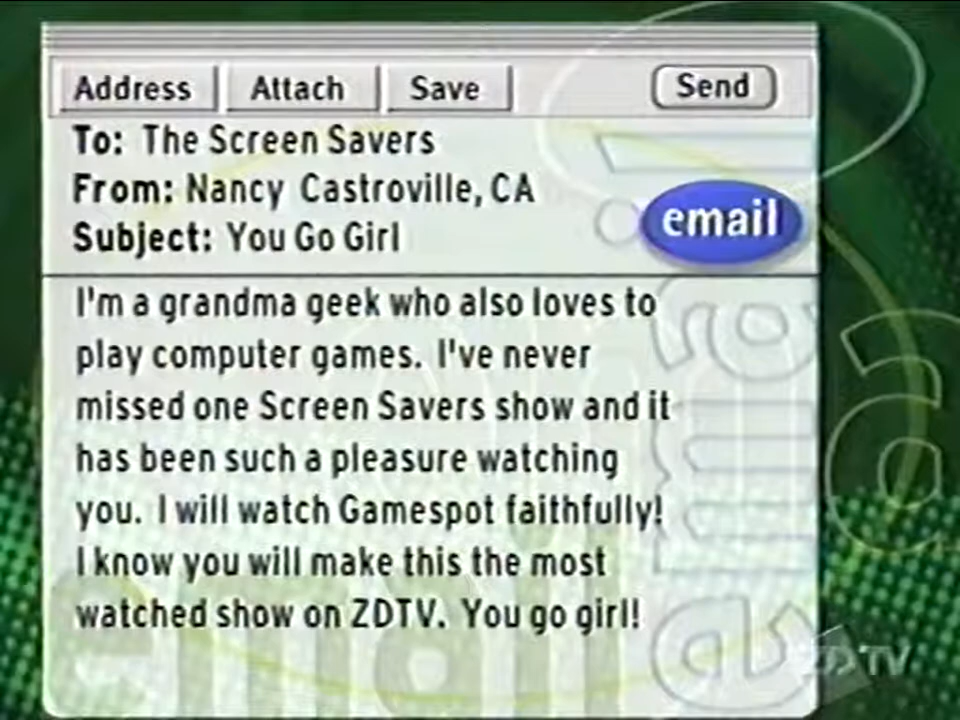 Address Attach Save Send
To: The Screen Savers
From: Nancy Castroville, CA
email
Subject: You Go Girl
I'm a grandma geek who also loves to
play computer games. I've never
missed one Screen Savers show and it
has been such a pleasure watching
you. I will watch Gamespot faithfully!
I know you will make this the most
watched show on ZDTV. You go girl!
email
email
ZDTV